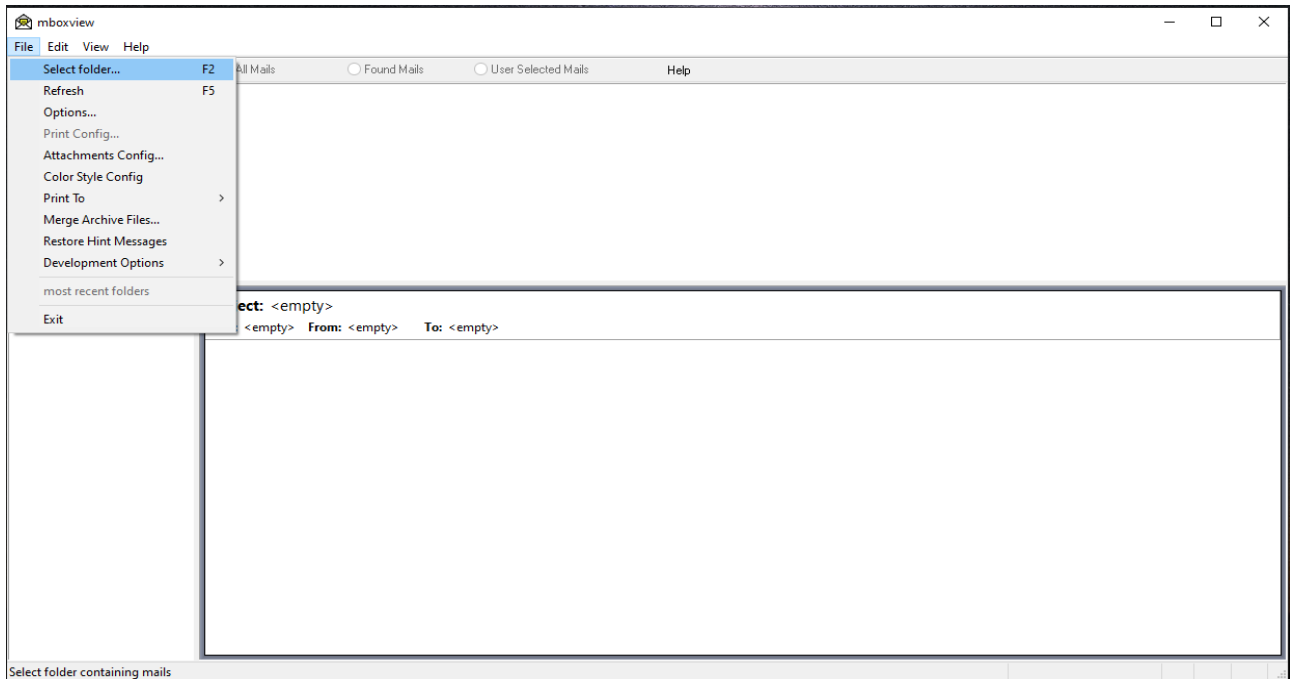 mboxview
File Edit View Help
Select folder... F2
All Mails Found Mails User Selected Mails Help
Refresh F5
Options...
Print Config...
Attachments Config...
Color Style Config
Print To >
Merge Archive Files...
Restore Hint Messages
Development Options >
most recent folders
Exit
ect: <empty>
: <empty> From: <empty> To: <empty>
Select folder containing mails